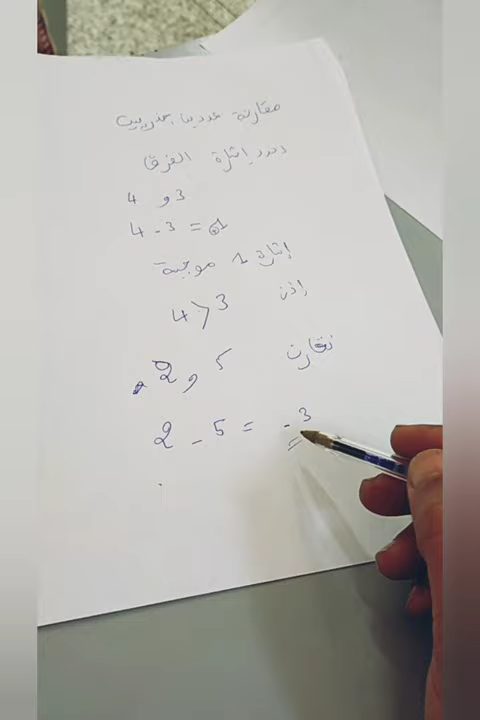 مقارنة عددين جذريين
ندرس إشارة الفرق
4 و 3
4 - 3 = 1
إشارة 1 موجبة
إذن
4 > 3
نقارن
2 و 5
2 - 5 = -3